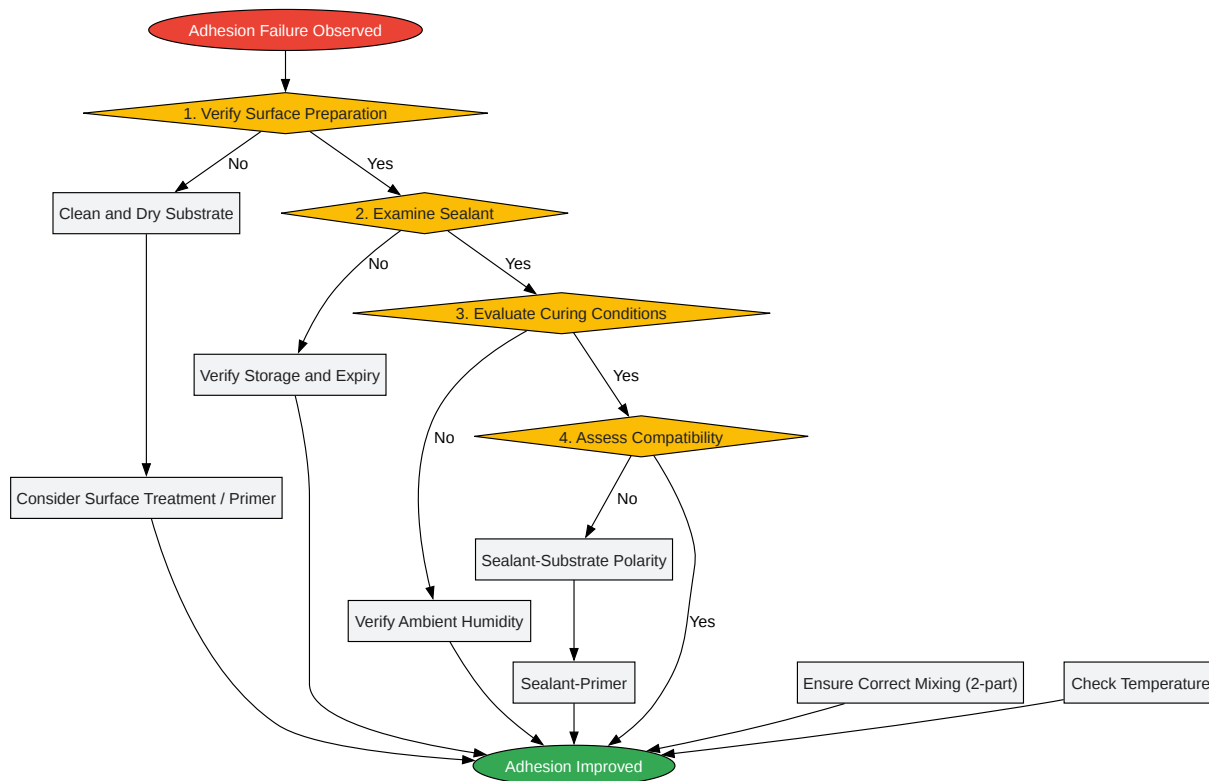 Adhesion Failure Observed
1. Verify Surface Preparation
No
Yes
Clean and Dry Substrate
2. Examine Sealant
No
Yes
3. Evaluate Curing Conditions
Verify Storage and Expiry
Yes
No
4. Assess Compatibility
Consider Surface Treatment / Primer
No
Sealant-Substrate Polarity
Verify Ambient Humidity
Yes
Sealant-Primer
Ensure Correct Mixing (2-part)
Check Temperature
Adhesion Improved